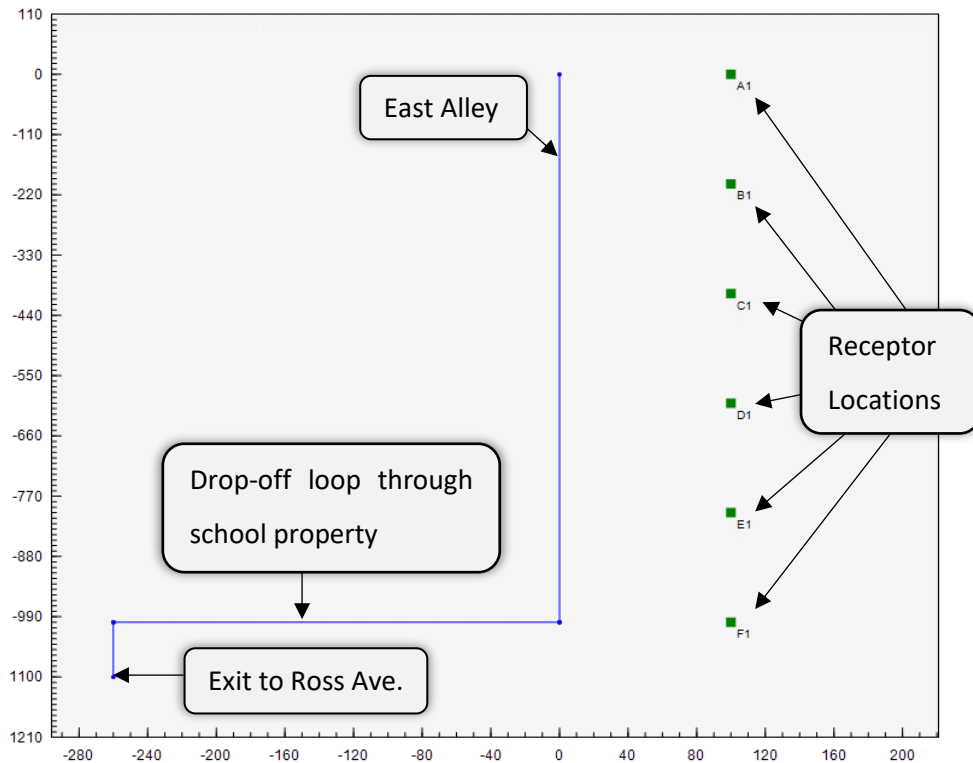 110
0
-110
-220
-330
-440
-550
-660
-770
-880
-990
1100
1210
-280 -240 -200 -160 -120 -80 -40 0 40 80 120 160 200
East Alley
A1
B1
C1
D1
E1
F1
Receptor
Locations
Drop-off loop through
school property
Exit to Ross Ave.